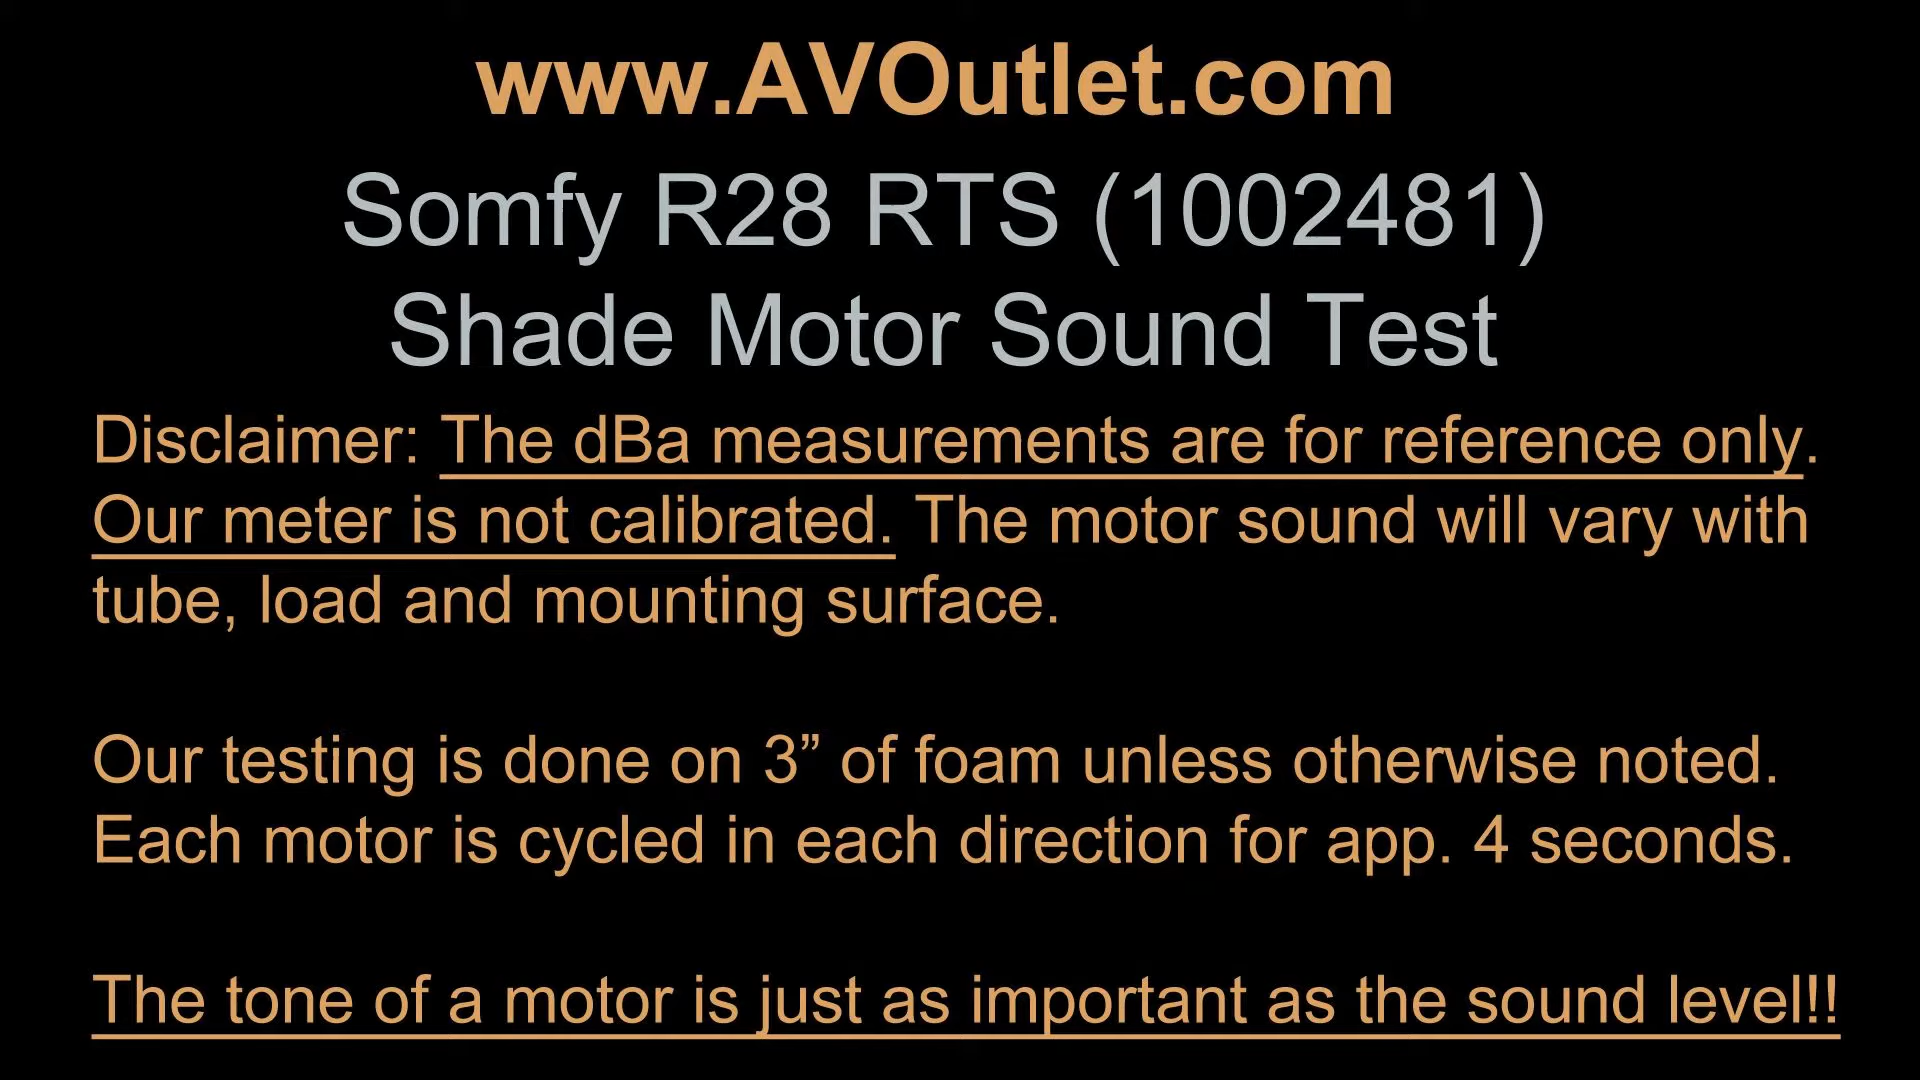 www.AVOutlet.com
Somfy R28 RTS (1002481)
Shade Motor Sound Test
Disclaimer: The dBa measurements are for reference only.
Our meter is not calibrated. The motor sound will vary with
tube, load and mounting surface.
Our testing is done on 3” of foam unless otherwise noted.
Each motor is cycled in each direction for app. 4 seconds.
The tone of a motor is just as important as the sound level!!